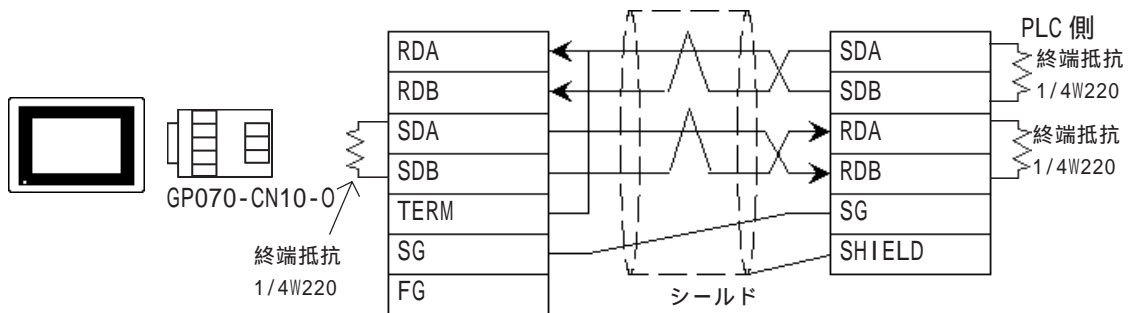 GP070-CN10-O
終端抵抗
1/4W220
RDA
RDB
SDA
SDB
TERM
SG
FG
シールド
SDA
SDB
RDA
RDB
SG
SHIELD
PLC 側
終端抵抗
1/4W220
終端抵抗
1/4W220